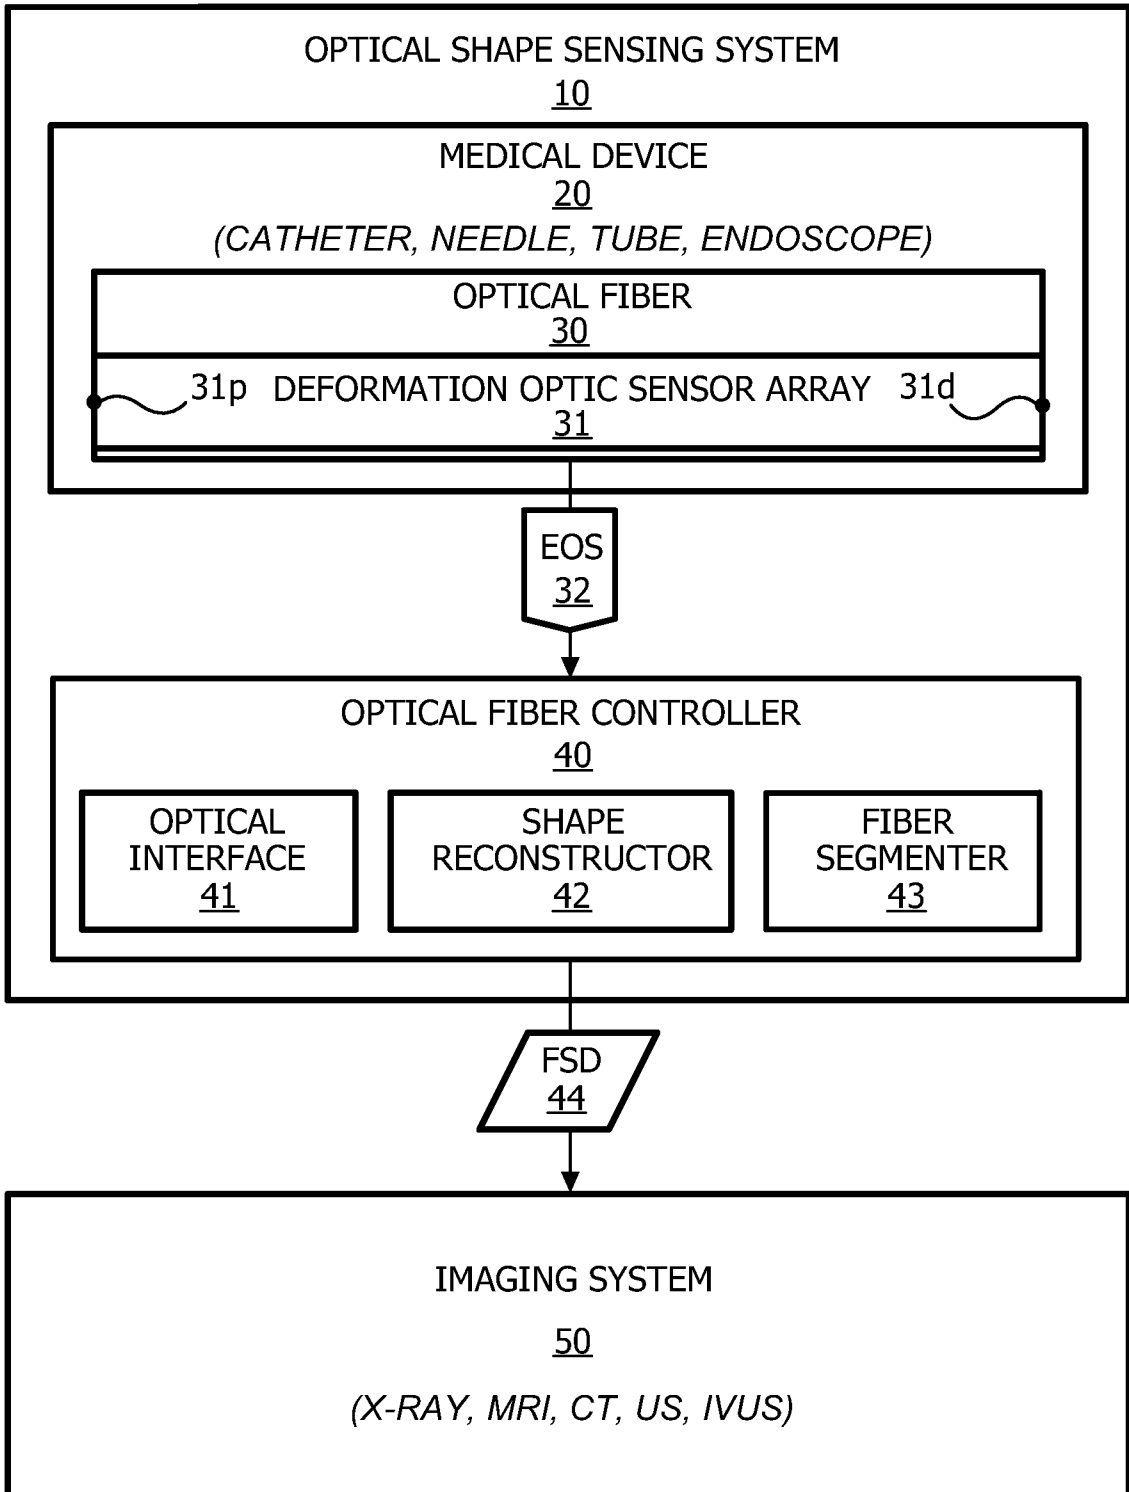 OPTICAL SHAPE SENSING SYSTEM
10
MEDICAL DEVICE
20
(CATHETER, NEEDLE, TUBE, ENDOSCOPE)
OPTICAL FIBER
30
31p DEFORMATION OPTIC SENSOR ARRAY 31d
31
EOS
32
OPTICAL FIBER CONTROLLER
40
OPTICAL
INTERFACE
41
SHAPE
RECONSTRUCTOR
42
FIBER
SEGMENTER
43
FSD
44
IMAGING SYSTEM
50
(X-RAY, MRI, CT, US, IVUS)